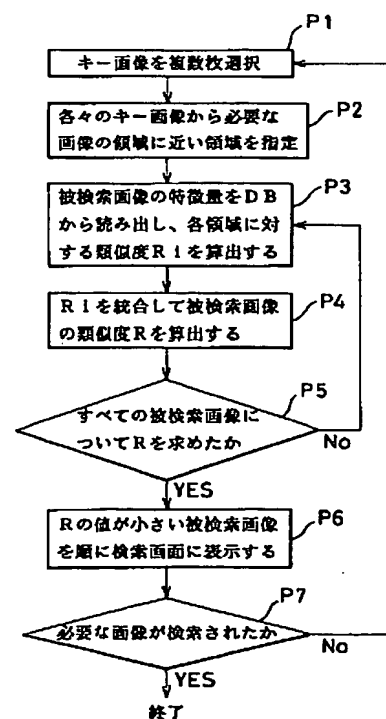 P1
キー画像を複数枚選択
P2
各々のキー画像から必要な
画像の領域に近い領域を指定
P3
被検索画像の特徴量をDB
から読み出し、各領域に対
する類似度Riを算出する
P4
Riを統合して被検索画像
の類似度Rを算出する
P5
すべての被検索画像に
ついてRを求めたか
No
YES
P6
Rの値が小さい被検索画像
を順に検索画面に表示する
P7
必要な画像が検索されたか
No
YES
終了